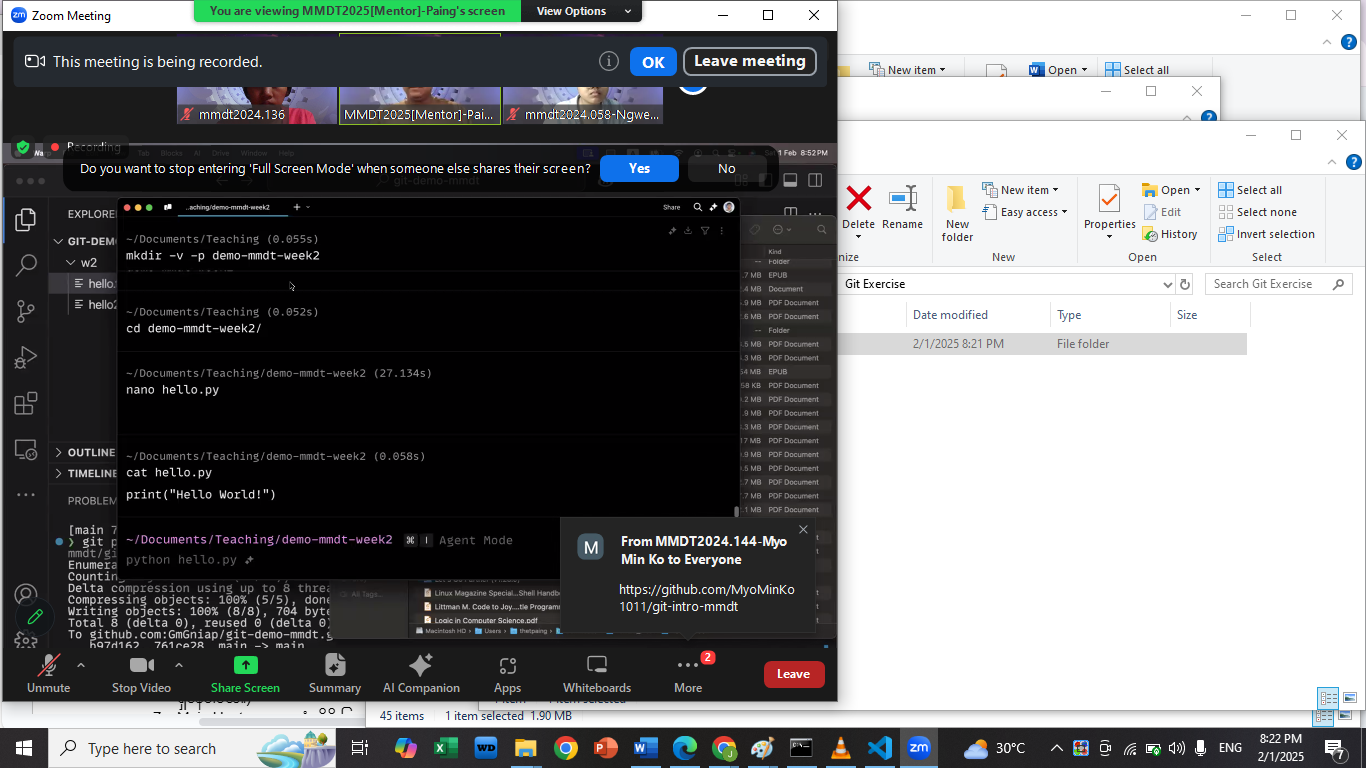 Zoom Meeting
You are viewing MMDT2025[Mentor]-Paing's screen
View Options
This meeting is being recorded.
OK
Leave meeting
mmdt2024.136
MMDT2025[Mentor]-Pai...
mmdt2024.058-Ngwe...
Recording
1 Feb 8:52 PM
Do you want to stop entering 'Full Screen Mode' when someone else shares their screen?
Yes
No
EXPLORE
GIT-DEM
w2
hello.
hello2
OUTLINE
TIMELINE
PROBLEM
..aching/demo-mmdt-week2
Share
~/Documents/Teaching (0.055s)
mkdir -v -p demo-mmdt-week2
~/Documents/Teaching (0.052s)
cd demo-mmdt-week2/
~/Documents/Teaching/demo-mmdt-week2 (27.134s)
nano hello.py
~/Documents/Teaching/demo-mmdt-week2 (0.058s)
cat hello.py
print("Hello World!")
~/Documents/Teaching/demo-mmdt-week2 ⌘ I Agent Mode
python hello.py
Kind
Folder
EPUB
Document
PDF Document
PDF Document
Folder
PDF Document
PDF Document
EPUB
PDF Document
PDF Document
PDF Document
PDF Document
PDF Document
PDF Document
PDF Document
PDF Document
PDF Document
PDF Document
[main 7
git p
mmdt/gi
Enumera
Counting
Delta compression using up to 8 threa
Compressing objects: 100% (5/5), done
Writing objects: 100% (8/8), 704 byte
Total 8 (delta 0), reused 0 (delta 0)
To github.com:GmGniap/git-demo-mmdt.g
b97d162..761ce28 main -> main
All Tags...
Linux Magazine Special...Shell Handb
Littman M. Code to Joy....tle Program
Logic in Computer Science.pdf
Macintosh HD › Users › thetpaing
M
From MMDT2024.144-Myo
Min Ko to Everyone
https://github.com/MyoMinKo
1011/git-intro-mmdt
Unmute
Stop Video
Share Screen
Summary
AI Companion
Apps
Whiteboards
More
2
Leave
New item
Open
Select all
Delete
Rename
New
folder
New item
Easy access
Properties
Open
Edit
History
Select all
Select none
Invert selection
nize
New
Open
Select
Git Exercise
Search Git Exercise
Date modified
Type
Size
2/1/2025 8:21 PM
File folder
45 items
1 item selected 1.90 MB
Type here to search
30°C
ENG
8:22 PM
2/1/2025
7